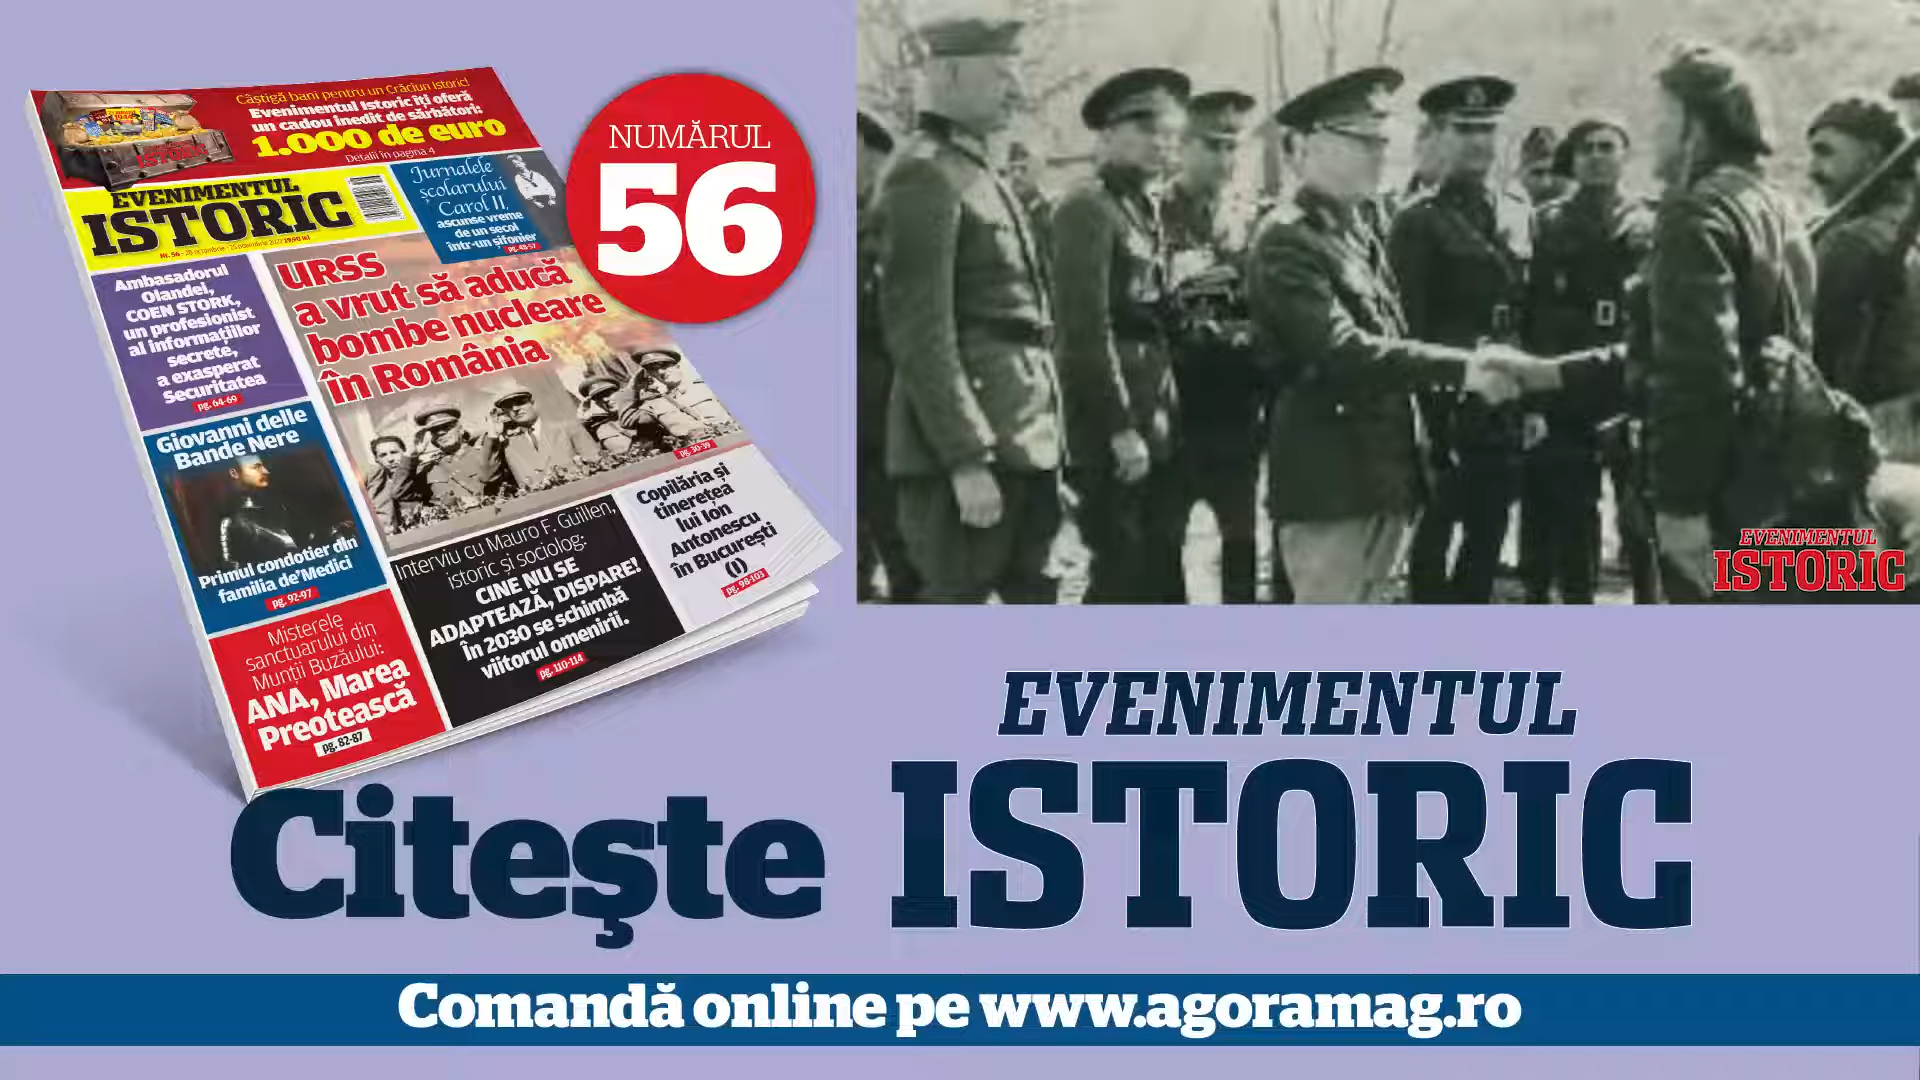 Câștigă bani pentru un Crăciun Istoric!
Evenimentul Istoric îți oferă
un cadou inedit de sărbători:
1.000 de euro
Detalii în pagina 4
ISTORIC
EVENIMENTUL
ISTORIC
Jurnalele
școlarului
Carol II,
ascunse vreme
de un secol
într-un șifonier
pg. 48-57
NUMĂRUL
56
Ambasadorul
Olandei,
COEN STORK,
un profesionist
al informațiilor
secrete,
a exasperat
Securitatea
pg. 64-69
URSS
a vrut să aducă
bombe nucleare
în România
pg. 30-39
Giovanni delle
Bande Nere
Primul condotier din
familia de'Medici
pg. 92-97
Interviu cu Mauro F. Guillen,
istoric și sociolog:
CINE NU SE
ADAPTEAZĂ, DISPARE!
În 2030 se schimbă
viitorul omenirii.
pg. 110-114
Copilăria și
tinerețea
lui Ion
Antonescu
în București
(I)
pg. 98-103
Misterele
sanctuarului din
Munții Buzăului:
ANA, Marea
Preotească
pg. 82-87
EVENIMENTUL
ISTORIC
Citeşte
EVENIMENTUL
ISTORIC
Comandă online pe www.agoramag.ro